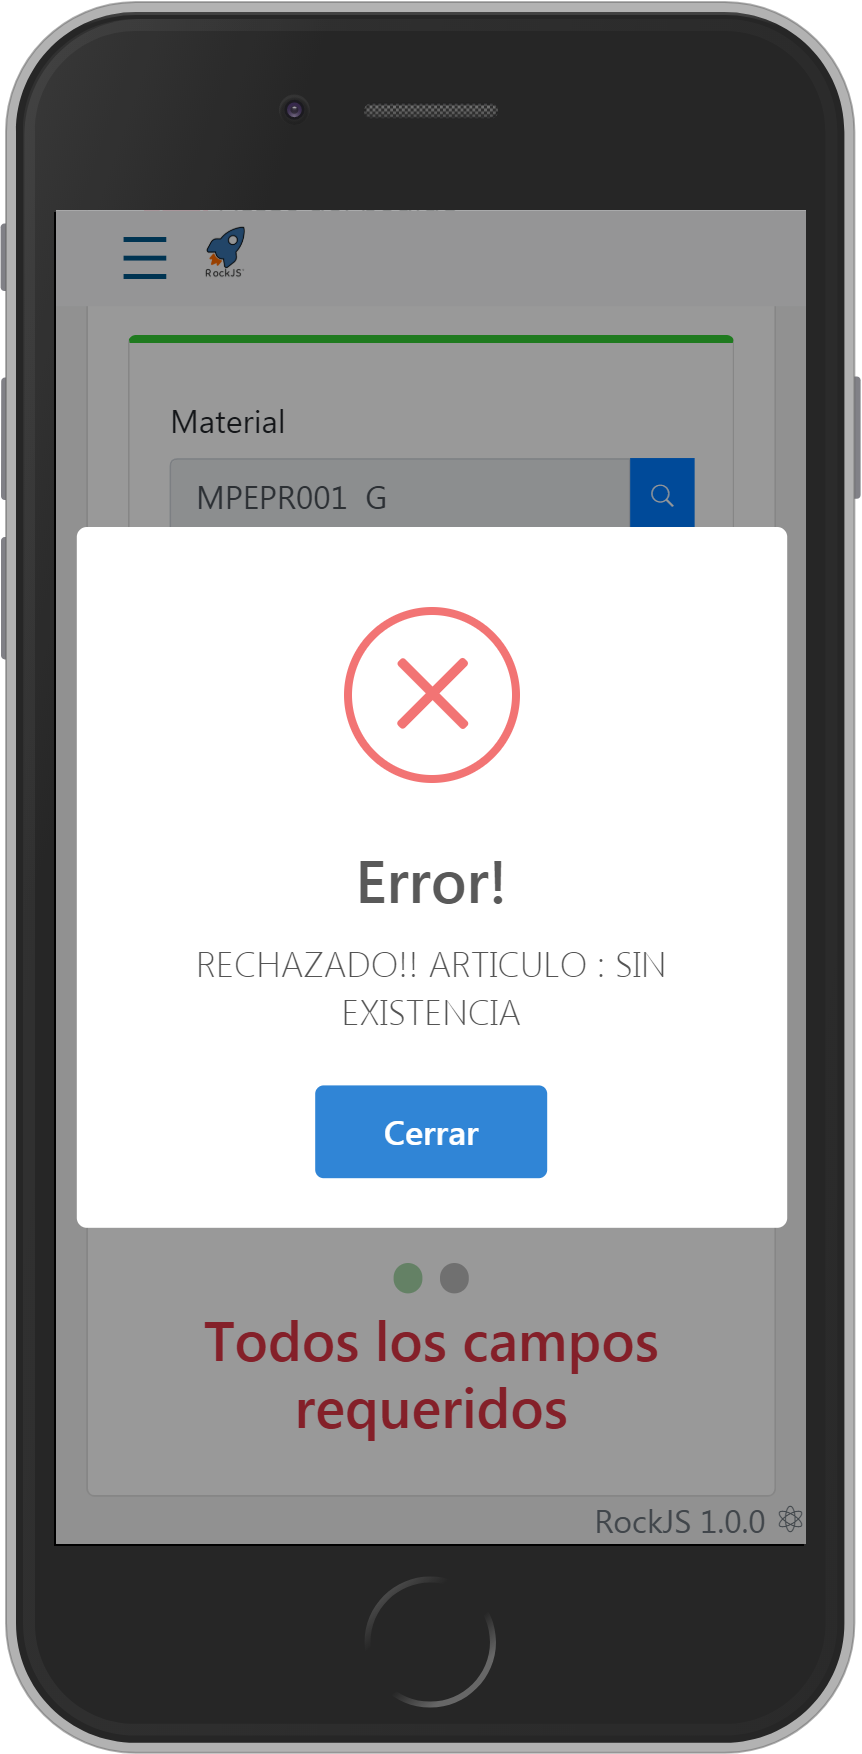 RockJS
Material
MPEPR001 G
Error!
RECHAZADO!! ARTICULO : SIN
EXISTENCIA
Cerrar
Todos los campos
requeridos
RockJS 1.0.0